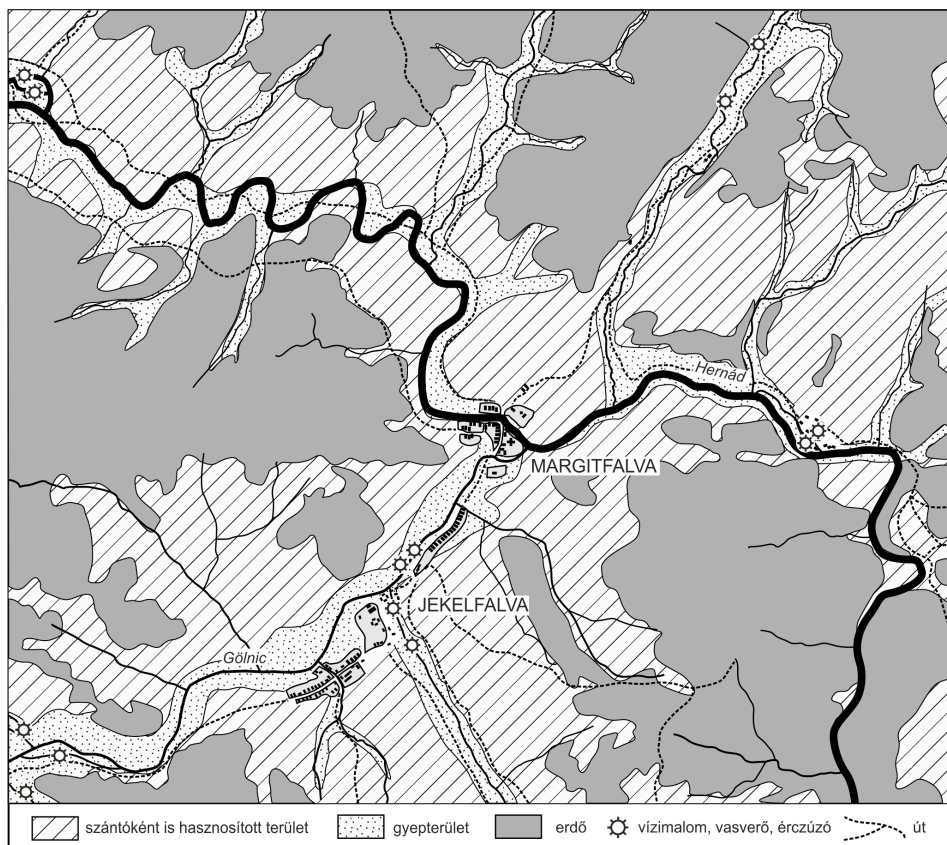 Hernád
MARGITFALVA
JEKELFALVA
Gölnic
szántóként is hasznosított terület
gyepterület
erdő
vízimalom, vasverő, érczúzó
út